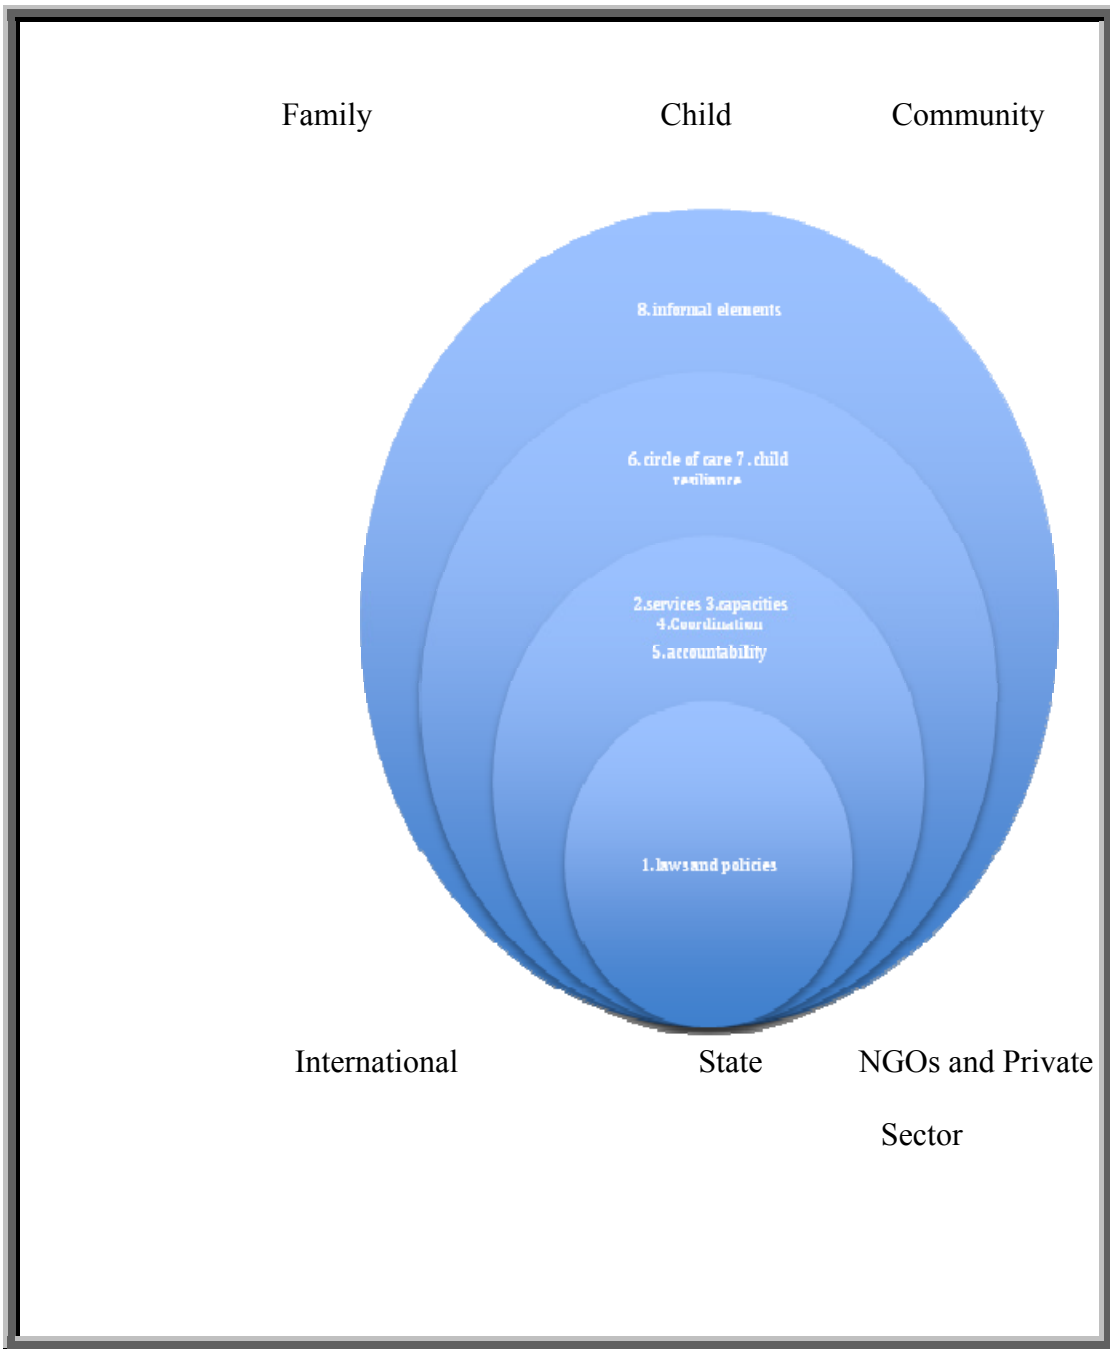 Family Child Community
8.informal elements
6.circle of care 7.child
resiliance
2.services 3.capacities
4.Coordination
5.accountability
1.laws and policies
International State NGOs and Private
Sector